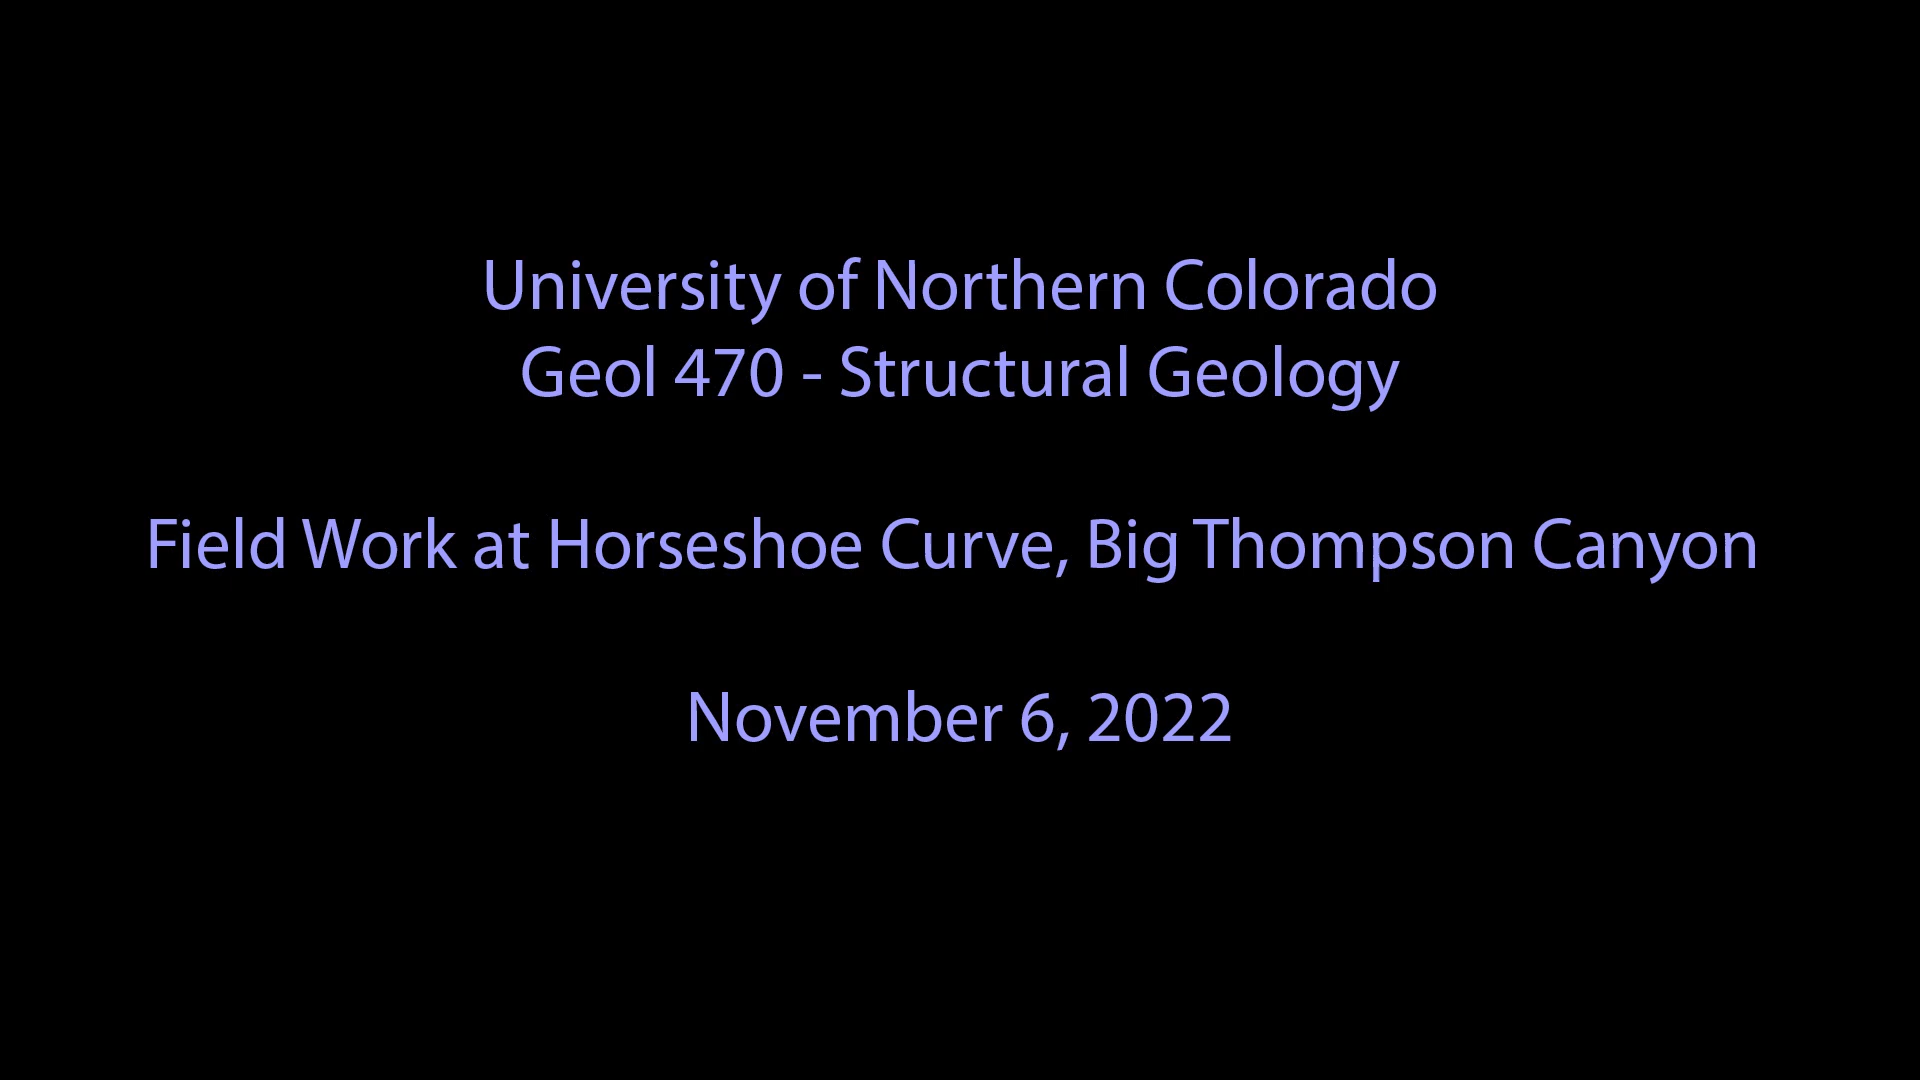 University of Northern Colorado
Geol 470 - Structural Geology
Field Work at Horseshoe Curve, Big Thompson Canyon
November 6, 2022